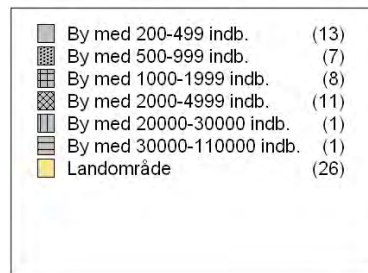 By med 200-499 indb. (13)
By med 500-999 indb. (7)
By med 1000-1999 indb. (8)
By med 2000-4999 indb. (11)
By med 20000-30000 indb. (1)
By med 30000-110000 indb. (1)
Landområde (26)